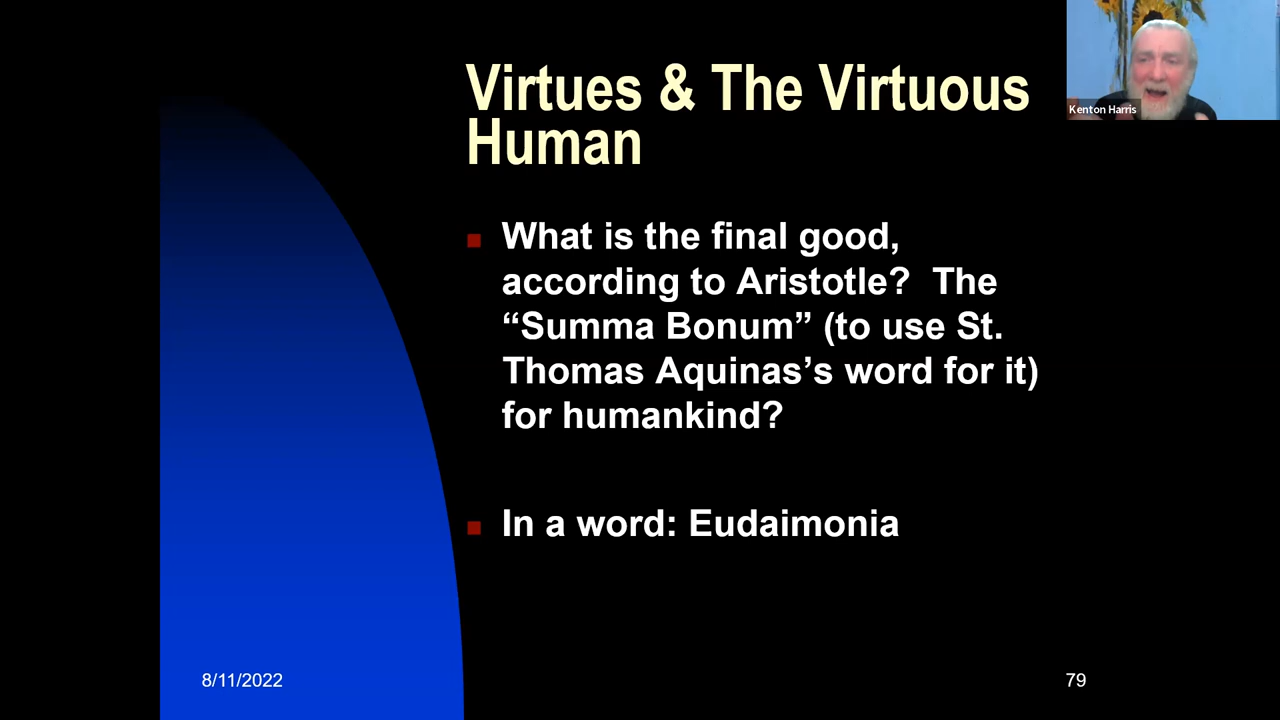 Virtues & The Virtuous
Human
Kenton Harris
What is the final good,
according to Aristotle?  The
“Summa Bonum” (to use St.
Thomas Aquinas’s word for it)
for humankind?
In a word: Eudaimonia
8/11/2022
79